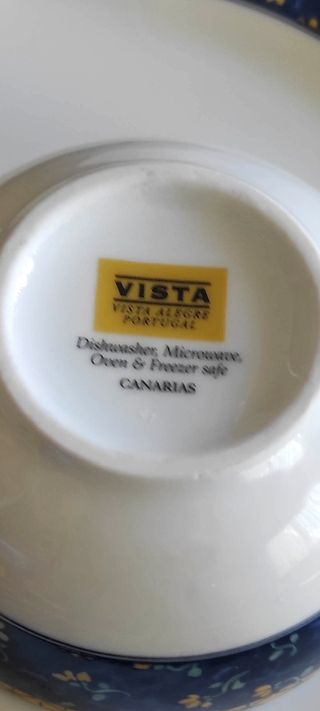 VISTA
VISTA ALEGRE
PORTUGAL
Dishwasher, Microwave,
Oven & Freezer safe
CANARIAS